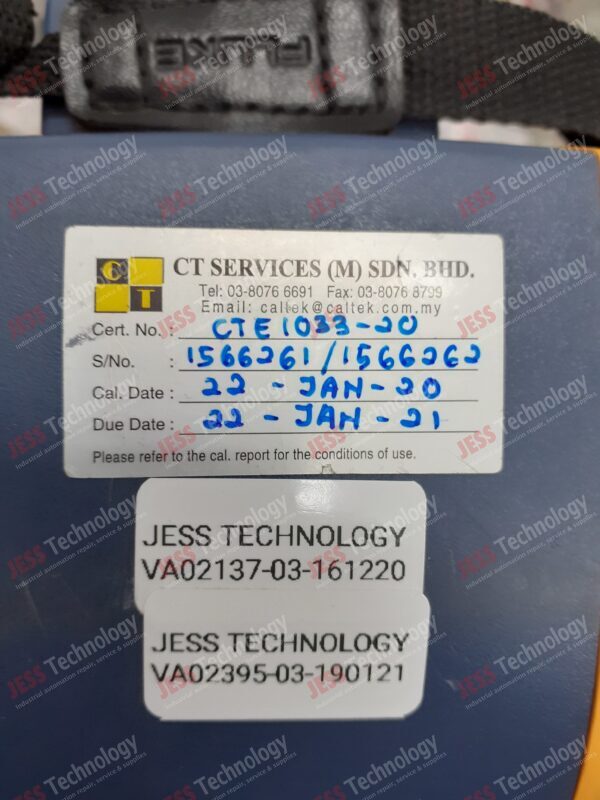 FLUKE
CT
CT SERVICES (M) SDN. BHD.
Tel: 03-8076 6691 Fax: 03-8076 8799
Email: caltek@caltek.com.my
Cert. No. : CTE1033-20
S/No. : 1566261/1566262
Cal. Date : 22 - JAN - 20
Due Date : 22 - JAN - 21
Please refer to the cal. report for the conditions of use.
JESS TECHNOLOGY
VA02137-03-161220
JESS TECHNOLOGY
VA02395-03-190121
JESS Technology
Industrial automation repair, service & supplies